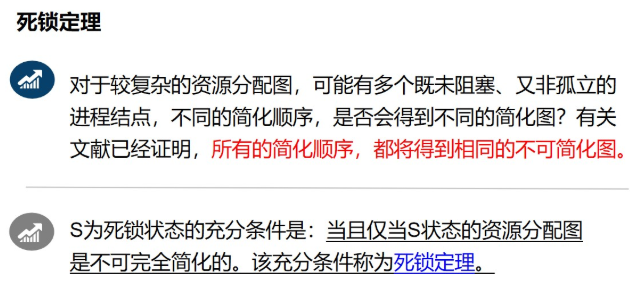 死锁定理
对于较复杂的资源分配图，可能有多个既未阻塞、又非孤立的
进程结点，不同的简化顺序，是否会得到不同的简化图？有关
文献已经证明，所有的简化顺序，都将得到相同的不可简化图。
S为死锁状态的充分条件是：当且仅当S状态的资源分配图
是不可完全简化的。该充分条件称为死锁定理。